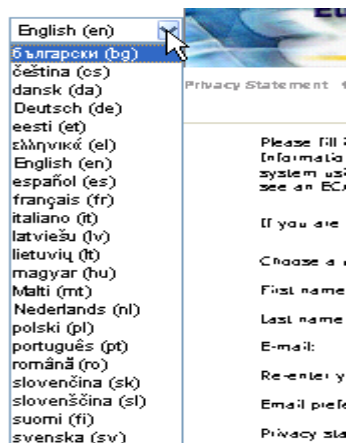 English (en)
Eu
български (bg)
čeština (cs)
dansk (da)
Deutsch (de)
eesti (et)
ελληνικά (el)
English (en)
español (es)
français (fr)
italiano (it)
latviešu (lv)
lietuvių (lt)
magyar (hu)
Malti (mt)
Nederlands (nl)
polski (pl)
português (pt)
română (ro)
slovenčina (sk)
slovenščina (sl)
suomi (fi)
svenska (sv)
Privacy Statement
Please fill
Informatio
system usi
see an EC
If you are
Choose a
First name
Last name
E-mail:
Re-enter y
Email prefe
Privacy sta